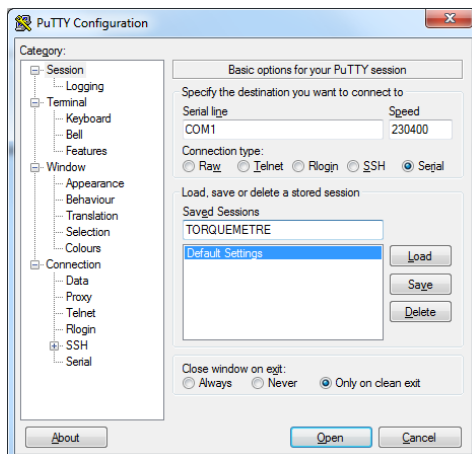 PuTTY Configuration
Category:
Session
Logging
Terminal
Keyboard
Bell
Features
Window
Appearance
Behaviour
Translation
Selection
Colours
Connection
Data
Proxy
Telnet
Rlogin
SSH
Serial
Basic options for your PuTTY session
Specify the destination you want to connect to
Serial line Speed
COM1 230400
Connection type:
Raw Telnet Rlogin SSH Serial
Load, save or delete a stored session
Saved Sessions
TORQUEMETRE
Default Settings
Load
Save
Delete
Close window on exit:
Always Never Only on clean exit
About Open Cancel